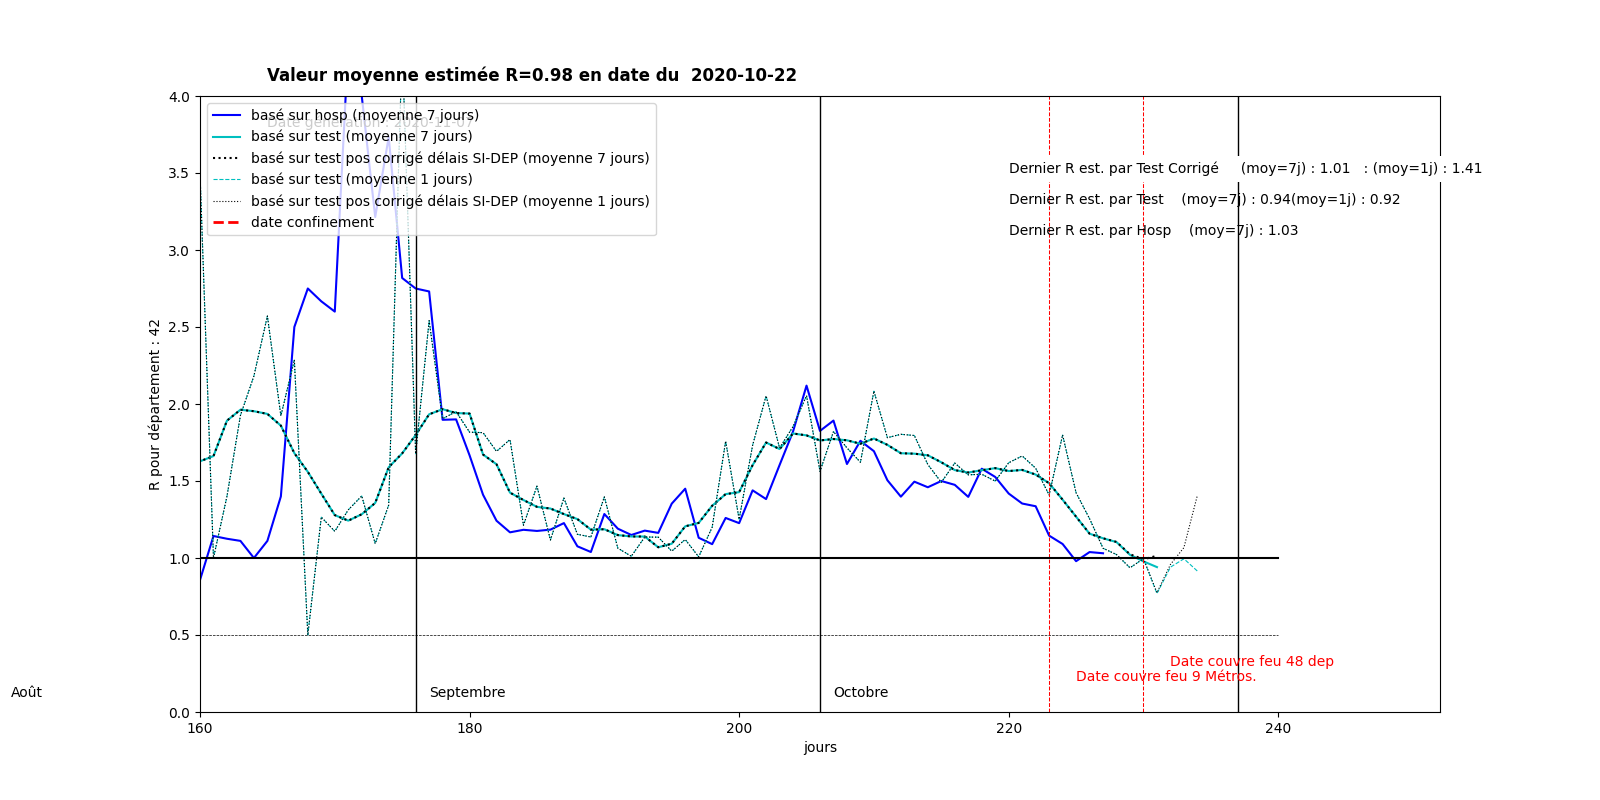 Valeur moyenne estimée R=0.98 en date du  2020-10-22
4.0
3.5
3.0
2.5
2.0
1.5
1.0
0.5
0.0
R pour département : 42
Date génération : 2020-11-07
basé sur hosp (moyenne 7 jours)
basé sur test (moyenne 7 jours)
basé sur test pos corrigé délais SI-DEP (moyenne 7 jours)
basé sur test (moyenne 1 jours)
basé sur test pos corrigé délais SI-DEP (moyenne 1 jours)
date confinement
Dernier R est. par Test Corrigé     (moy=7j) : 1.01   : (moy=1j) : 1.41
Dernier R est. par Test    (moy=7j) : 0.94(moy=1j) : 0.92
Dernier R est. par Hosp    (moy=7j) : 1.03
Date couvre feu 48 dep
Date couvre feu 9 Métros.
Août
Septembre
Octobre
160
180
200
220
240
jours